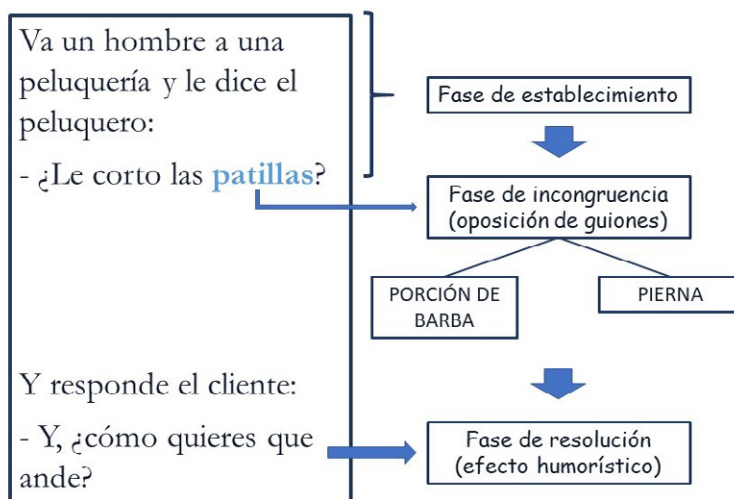 Va un hombre a una
peluquería y le dice el
peluquero:
- ¿Le corto las patillas?
Y responde el cliente:
- Y, ¿cómo quieres que
ande?
Fase de establecimiento
Fase de incongruencia
(oposición de guiones)
PORCIÓN DE
BARBA
PIERNA
Fase de resolución
(efecto humorístico)